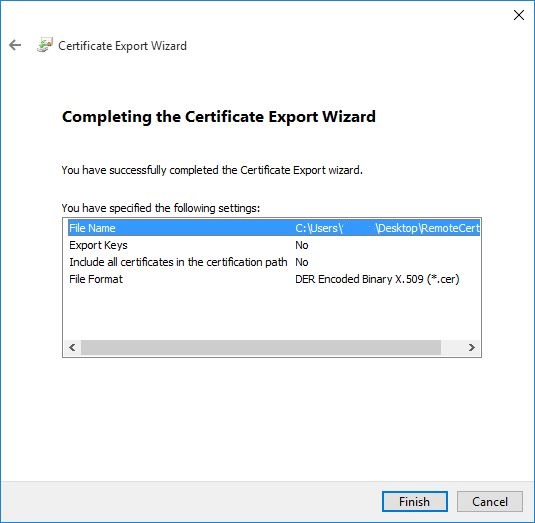 Certificate Export Wizard
Completing the Certificate Export Wizard
You have successfully completed the Certificate Export wizard.
You have specified the following settings:
File Name C:\Users\ \Desktop\RemoteCert
Export Keys No
Include all certificates in the certification path No
File Format DER Encoded Binary X.509 (*.cer)
Finish Cancel